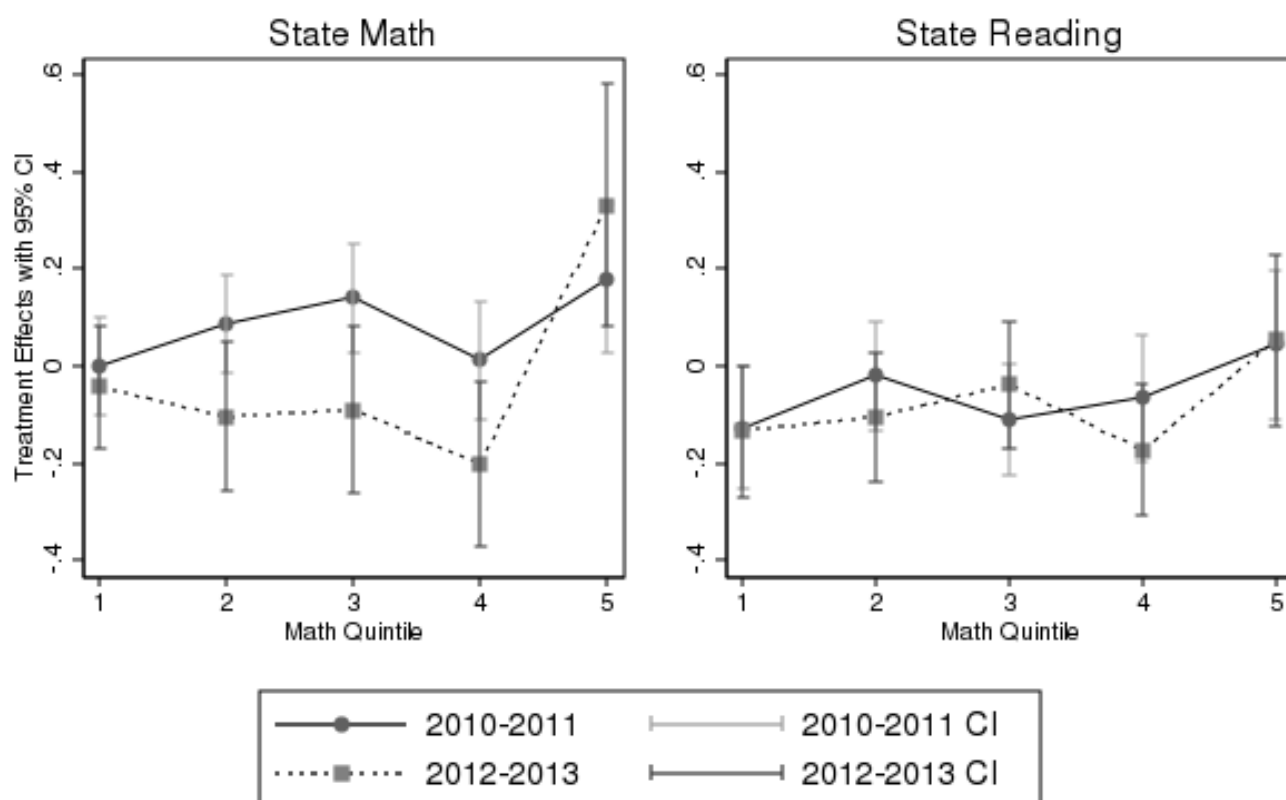 State Math
State Reading
Treatment Effects with 95% CI
.6
.4
.2
0
-.2
-.4
1 2 3 4 5
Math Quintile
.6
.4
.2
0
-.2
-.4
1 2 3 4 5
Math Quintile
2010-2011
2010-2011 CI
2012-2013
2012-2013 CI